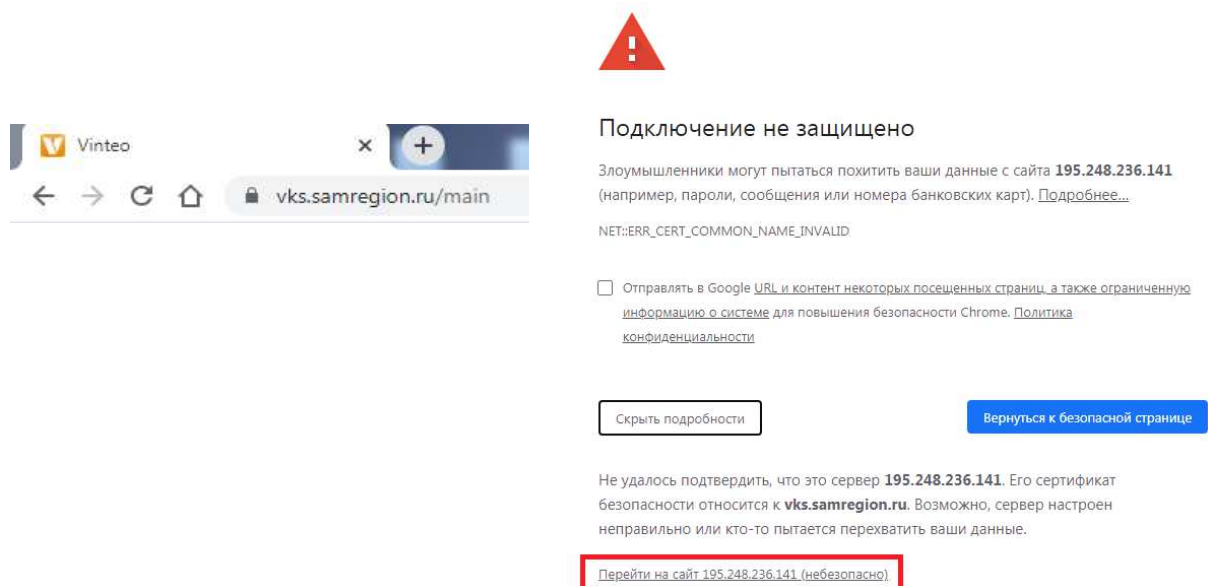 Vinteo
vks.samregion.ru/main
Подключение не защищено
Злоумышленники могут пытаться похитить ваши данные с сайта 195.248.236.141
(например, пароли, сообщения или номера банковских карт). Подробнее...
NET::ERR_CERT_COMMON_NAME_INVALID
Отправлять в Google URL и контент некоторых посещенных страниц, а также ограниченную
информацию о системе для повышения безопасности Chrome. Политика
конфиденциальности
Скрыть подробности
Вернуться к безопасной странице
Не удалось подтвердить, что это сервер 195.248.236.141. Его сертификат
безопасности относится к vks.samregion.ru. Возможно, сервер настроен
неправильно или кто-то пытается перехватить ваши данные.
Перейти на сайт 195.248.236.141 (небезопасно)